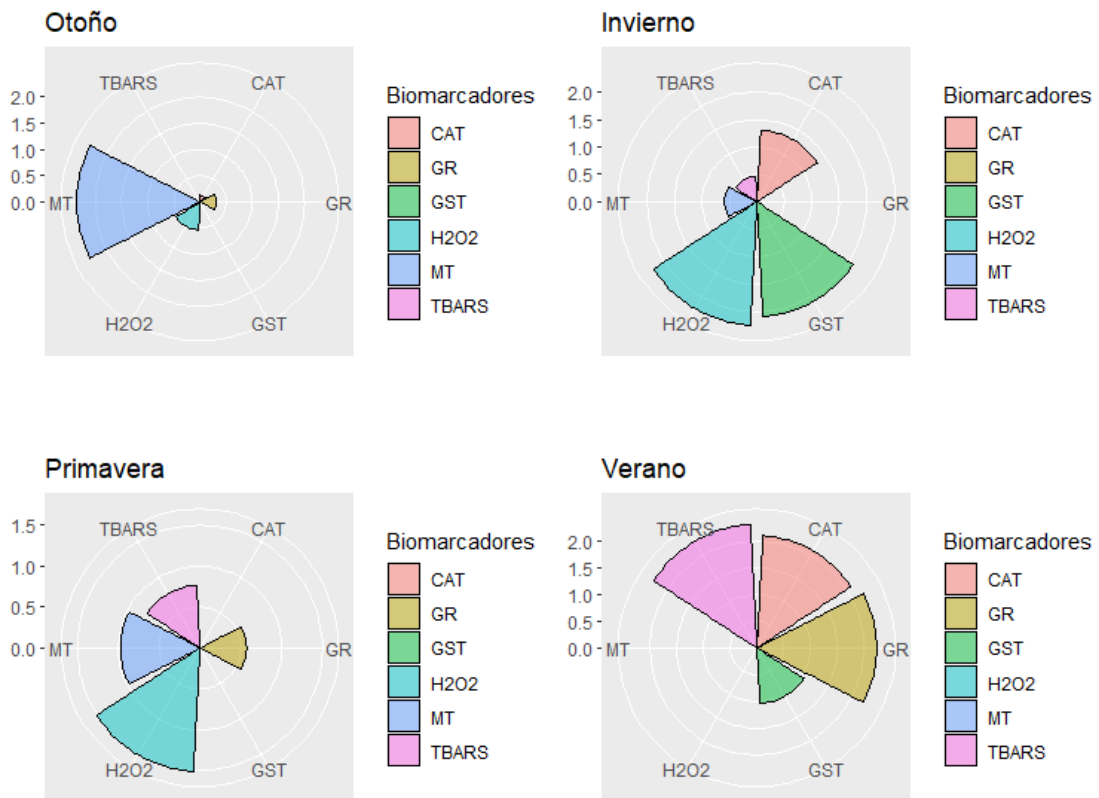 Otoño
TBARS
CAT
2.0
1.5
1.0
0.5
0.0
MT
GR
H2O2
GST
Biomarcadores
CAT
GR
GST
H2O2
MT
TBARS
Invierno
TBARS
CAT
2.0
1.5
1.0
0.5
0.0
MT
GR
H2O2
GST
Biomarcadores
CAT
GR
GST
H2O2
MT
TBARS
Primavera
TBARS
CAT
1.5
1.0
0.5
0.0
MT
GR
H2O2
GST
Biomarcadores
CAT
GR
GST
H2O2
MT
TBARS
Verano
TBARS
CAT
2.0
1.5
1.0
0.5
0.0
MT
GR
H2O2
GST
Biomarcadores
CAT
GR
GST
H2O2
MT
TBARS